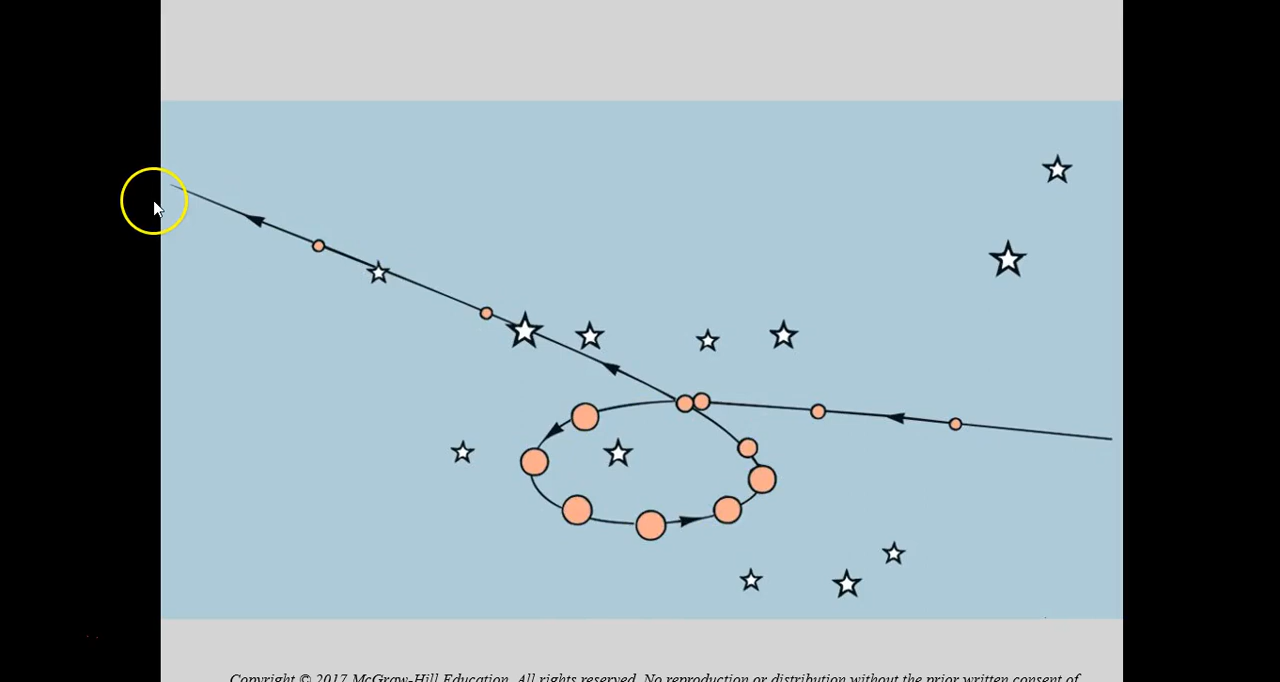 Copyright © 2017 McGraw-Hill Education. All rights reserved. No reproduction or distribution without the prior written consent of